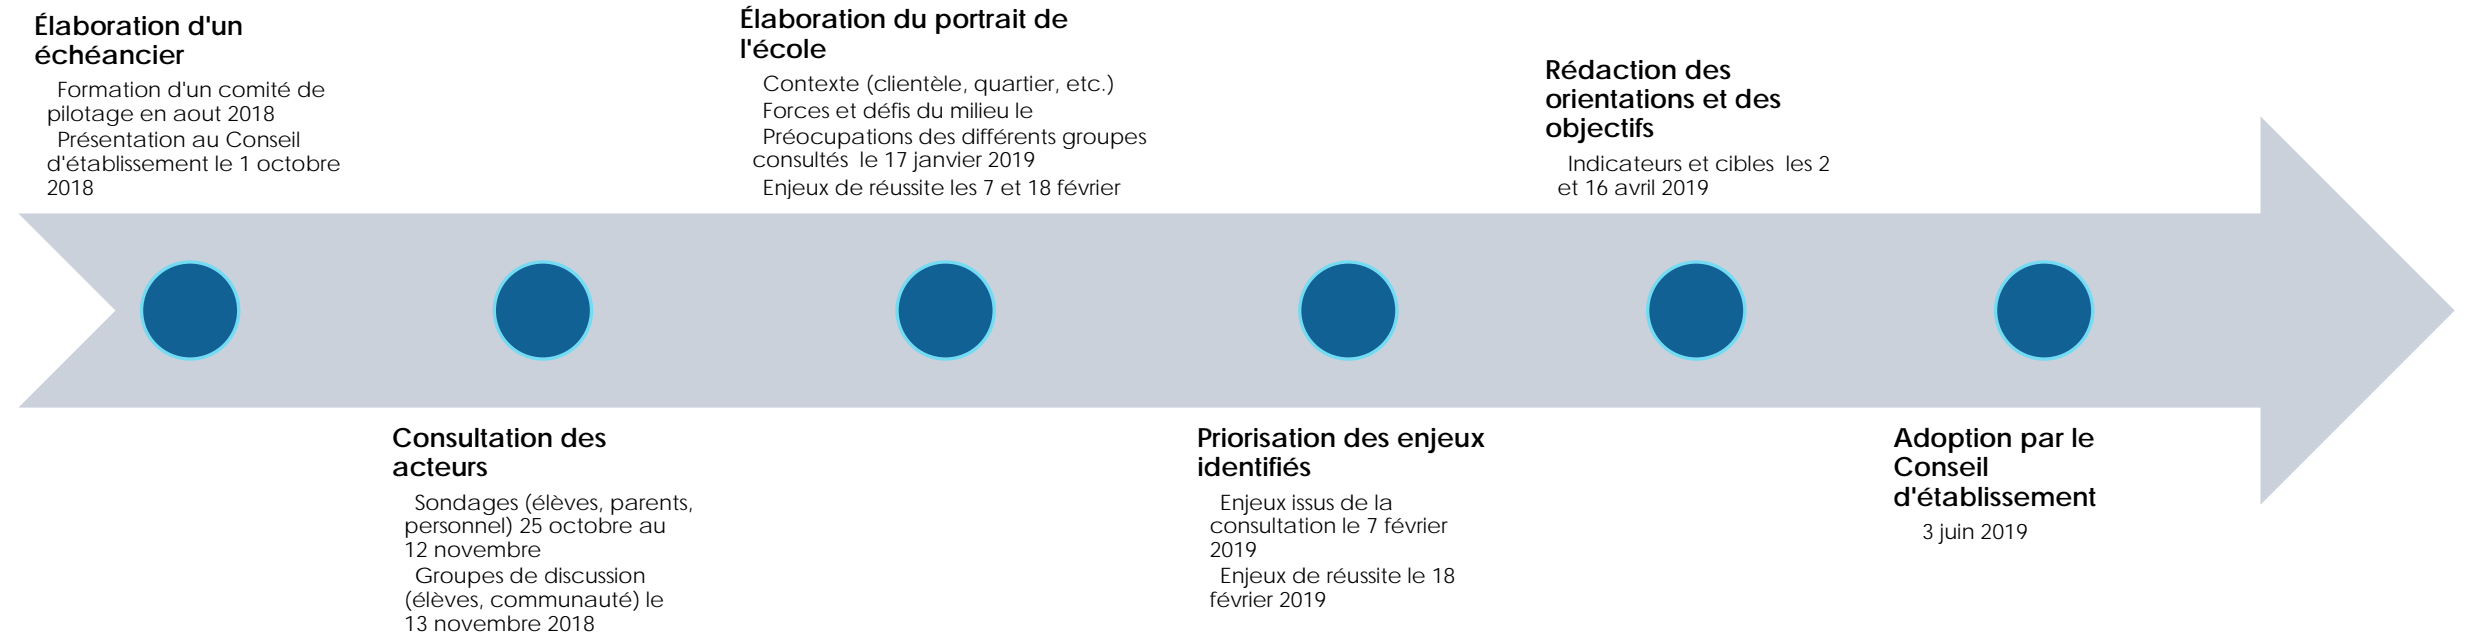 Élaboration d'un
échéancier
Formation d'un comité de
pilotage en aout 2018
Présentation au Conseil
d'établissement le 1 octobre
2018
Consultation des
acteurs
Sondages (élèves, parents,
personnel) 25 octobre au
12 novembre
Groupes de discussion
(élèves, communauté) le
13 novembre 2018
Élaboration du portrait de
l'école
Contexte (clientèle, quartier, etc.)
Forces et défis du milieu le
Préocupations des différents groupes
consultés le 17 janvier 2019
Enjeux de réussite les 7 et 18 février
Priorisation des enjeux
identifiés
Enjeux issus de la
consultation le 7 février
2019
Enjeux de réussite le 18
février 2019
Rédaction des
orientations et des
objectifs
Indicateurs et cibles les 2
et 16 avril 2019
Adoption par le
Conseil
d'établissement
3 juin 2019